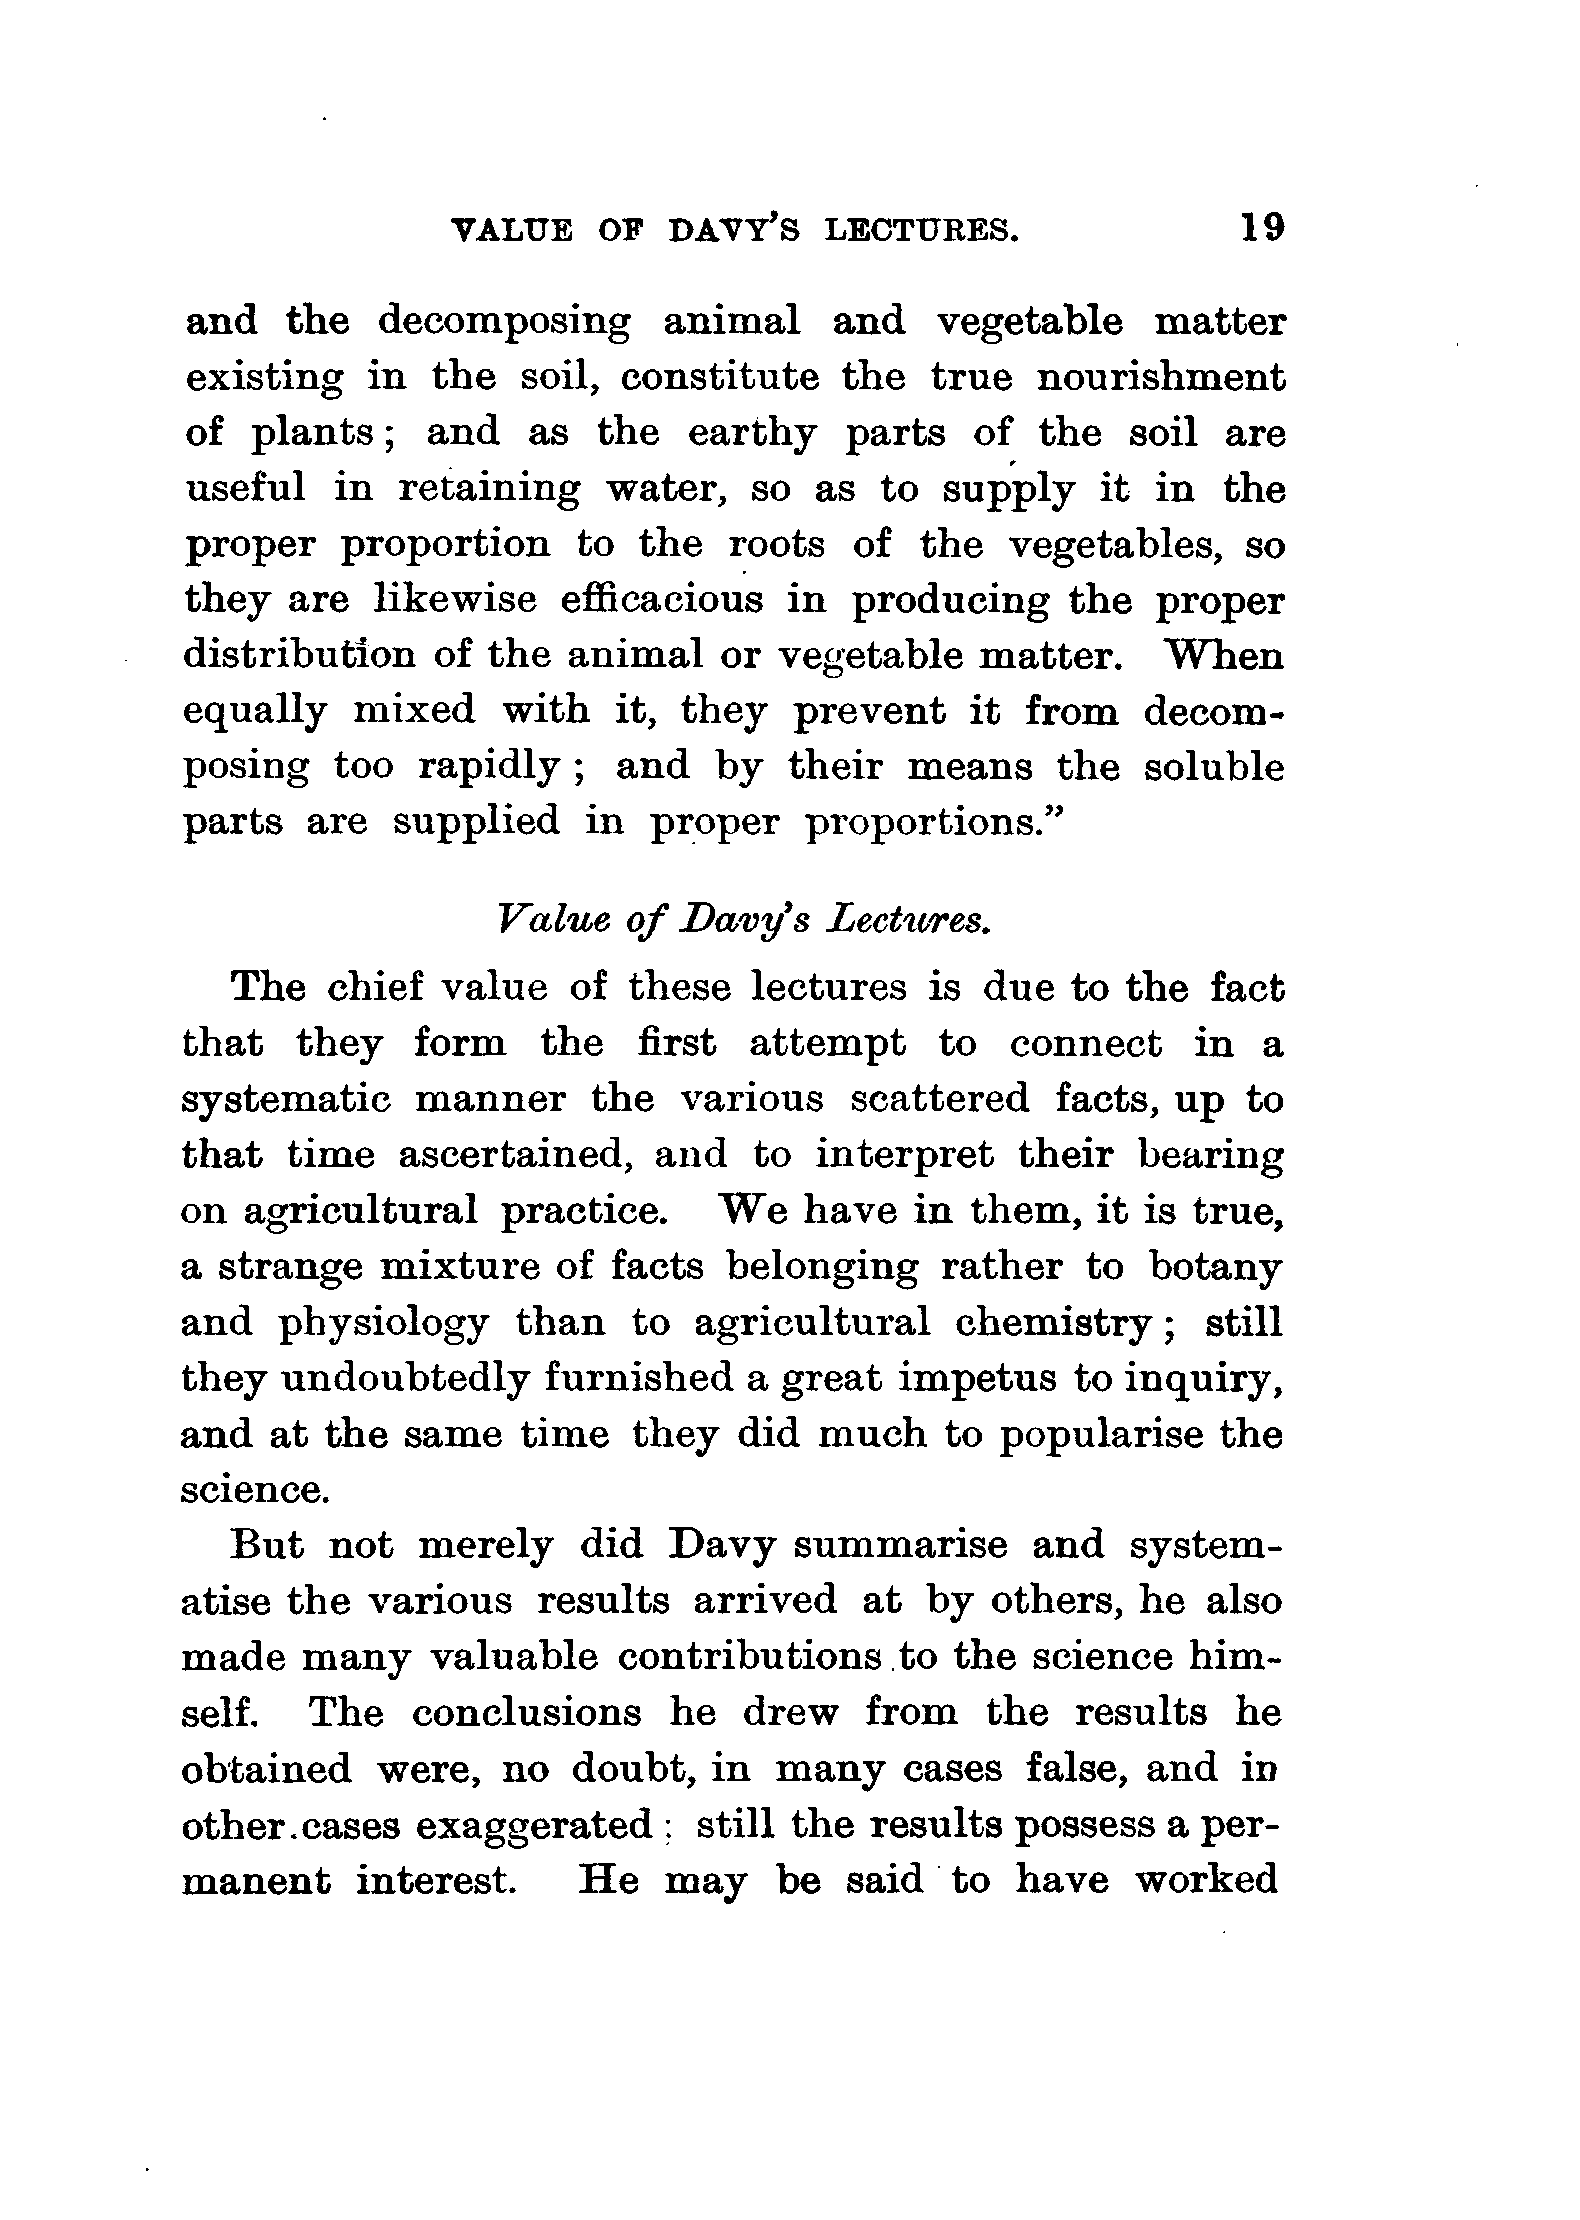 VALUE OF DAVY'S LECTURES. 19
and the decomposing animal and vegetable matter
existing in the soil, constitute the true nourishment
of plants; and as the earthy parts of the soil are
useful in retaining water, so as to supply it in the
proper proportion to the roots of the vegetables, so
they are likewise efficacious in producing the proper
distribution of the animal or vegetable matter. When
equally mixed with it, they prevent it from decom-
posing too rapidly; and by their means the soluble
parts are supplied in proper proportions.”
Value of Davy's Lectures.
The chief value of these lectures is due to the fact
that they form the first attempt to connect in a
systematic manner the various scattered facts, up to
that time ascertained, and to interpret their bearing
on agricultural practice. We have in them, it is true,
a strange mixture of facts belonging rather to botany
and physiology than to agricultural chemistry; still
they undoubtedly furnished a great impetus to inquiry,
and at the same time they did much to popularise the
science.
But not merely did Davy summarise and system-
atise the various results arrived at by others, he also
made many valuable contributions to the science him-
self. The conclusions he drew from the results he
obtained were, no doubt, in many cases false, and in
other cases exaggerated; still the results possess a per-
manent interest. He may be said to have worked